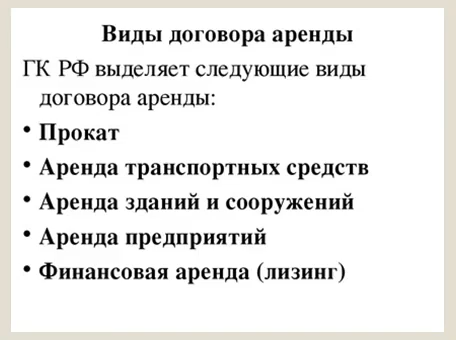 Виды договора аренды
ГК РФ выделяет следующие виды
договора аренды:
• Прокат
• Аренда транспортных средств
• Аренда зданий и сооружений
• Аренда предприятий
• Финансовая аренда (лизинг)